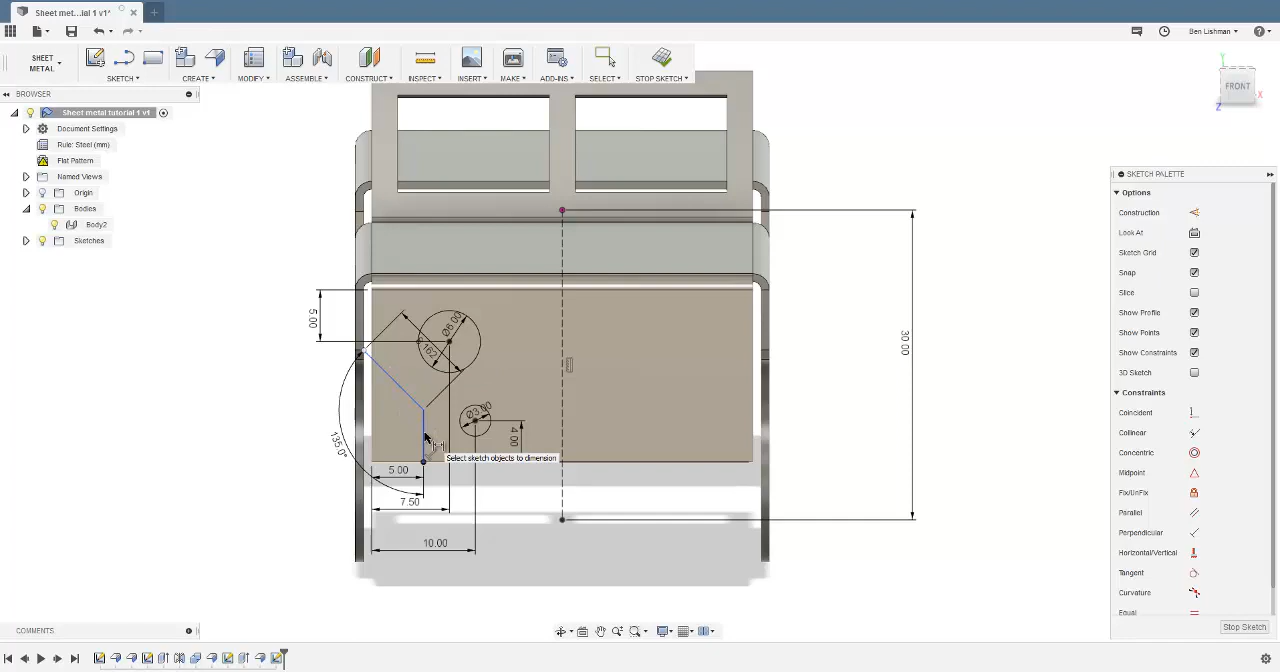 Sheet met...ial 1 v1*
Ben Lishman
SHEET METAL
SKETCH
CREATE
MODIFY
ASSEMBLE
CONSTRUCT
INSPECT
INSERT
MAKE
ADD-INS
SELECT
STOP SKETCH
BROWSER
Sheet metal tutorial 1 v1
Document Settings
Rule: Steel (mm)
Flat Pattern
Named Views
Origin
Bodies
Body2
Sketches
Y
FRONT
X
Z
SKETCH PALETTE
Options
Construction
Look At
Sketch Grid
Snap
Slice
Show Profile
Show Points
Show Constraints
3D Sketch
Constraints
Coincident
Collinear
Concentric
Midpoint
Fix/UnFix
Parallel
Perpendicular
Horizontal/Vertical
Tangent
Curvature
Equal
Stop Sketch
5.00
Ø6.00
30.00
135.0°
4.00
Select sketch objects to dimension
5.00
7.50
10.00
COMMENTS